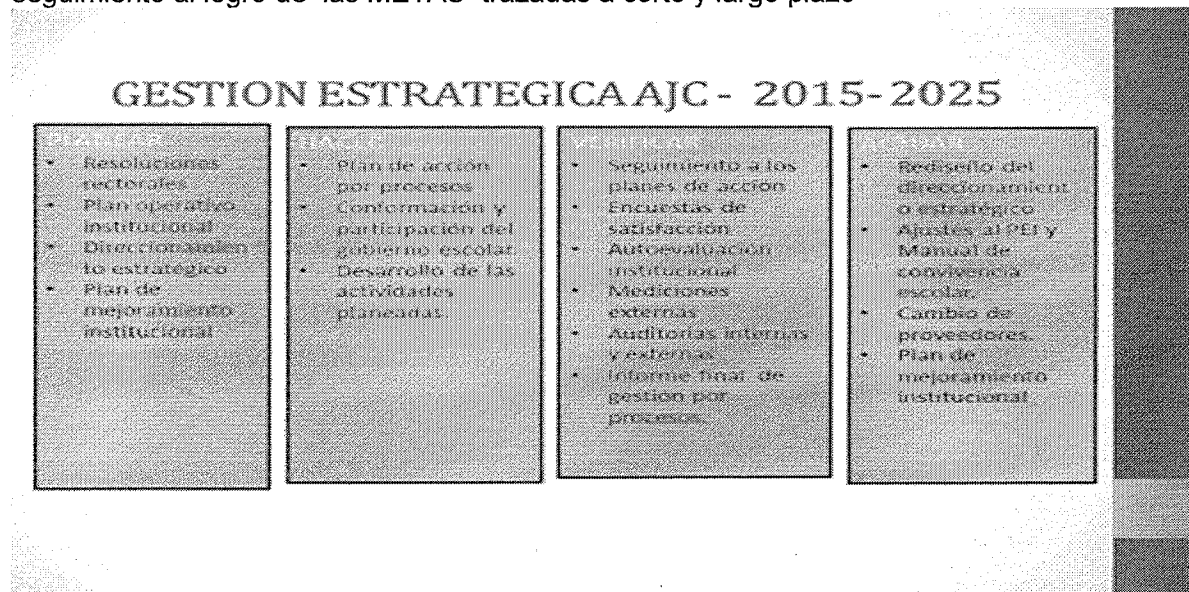 seguimiento al logro de las METAS trazadas a corto y largo plazo
GESTION ESTRATEGICA AJC - 2015-2025
• Resoluciones
rectorales
• Plan operativo
institucional
• Direccionamien
to estratégico
• Plan de
mejoramiento
institucional
HACER
• Plan de acción
por procesos
• Conformación y
participación del
gobierno escolar.
• Desarrollo de las
actividades
planeadas.
• Seguimiento a los
planes de acción
• Encuestas de
satisfacción
• Autoevaluación
institucional
• Mediciones
externas
• Auditorias internas
y externas.
• Informe final de
gestión por
procesos.
• Rediseño del
direccionamient
o estratégico
• Ajustes al PEI y
Manual de
convivencia
escolar.
• Cambio de
proveedores.
• Plan de
mejoramiento
institucional